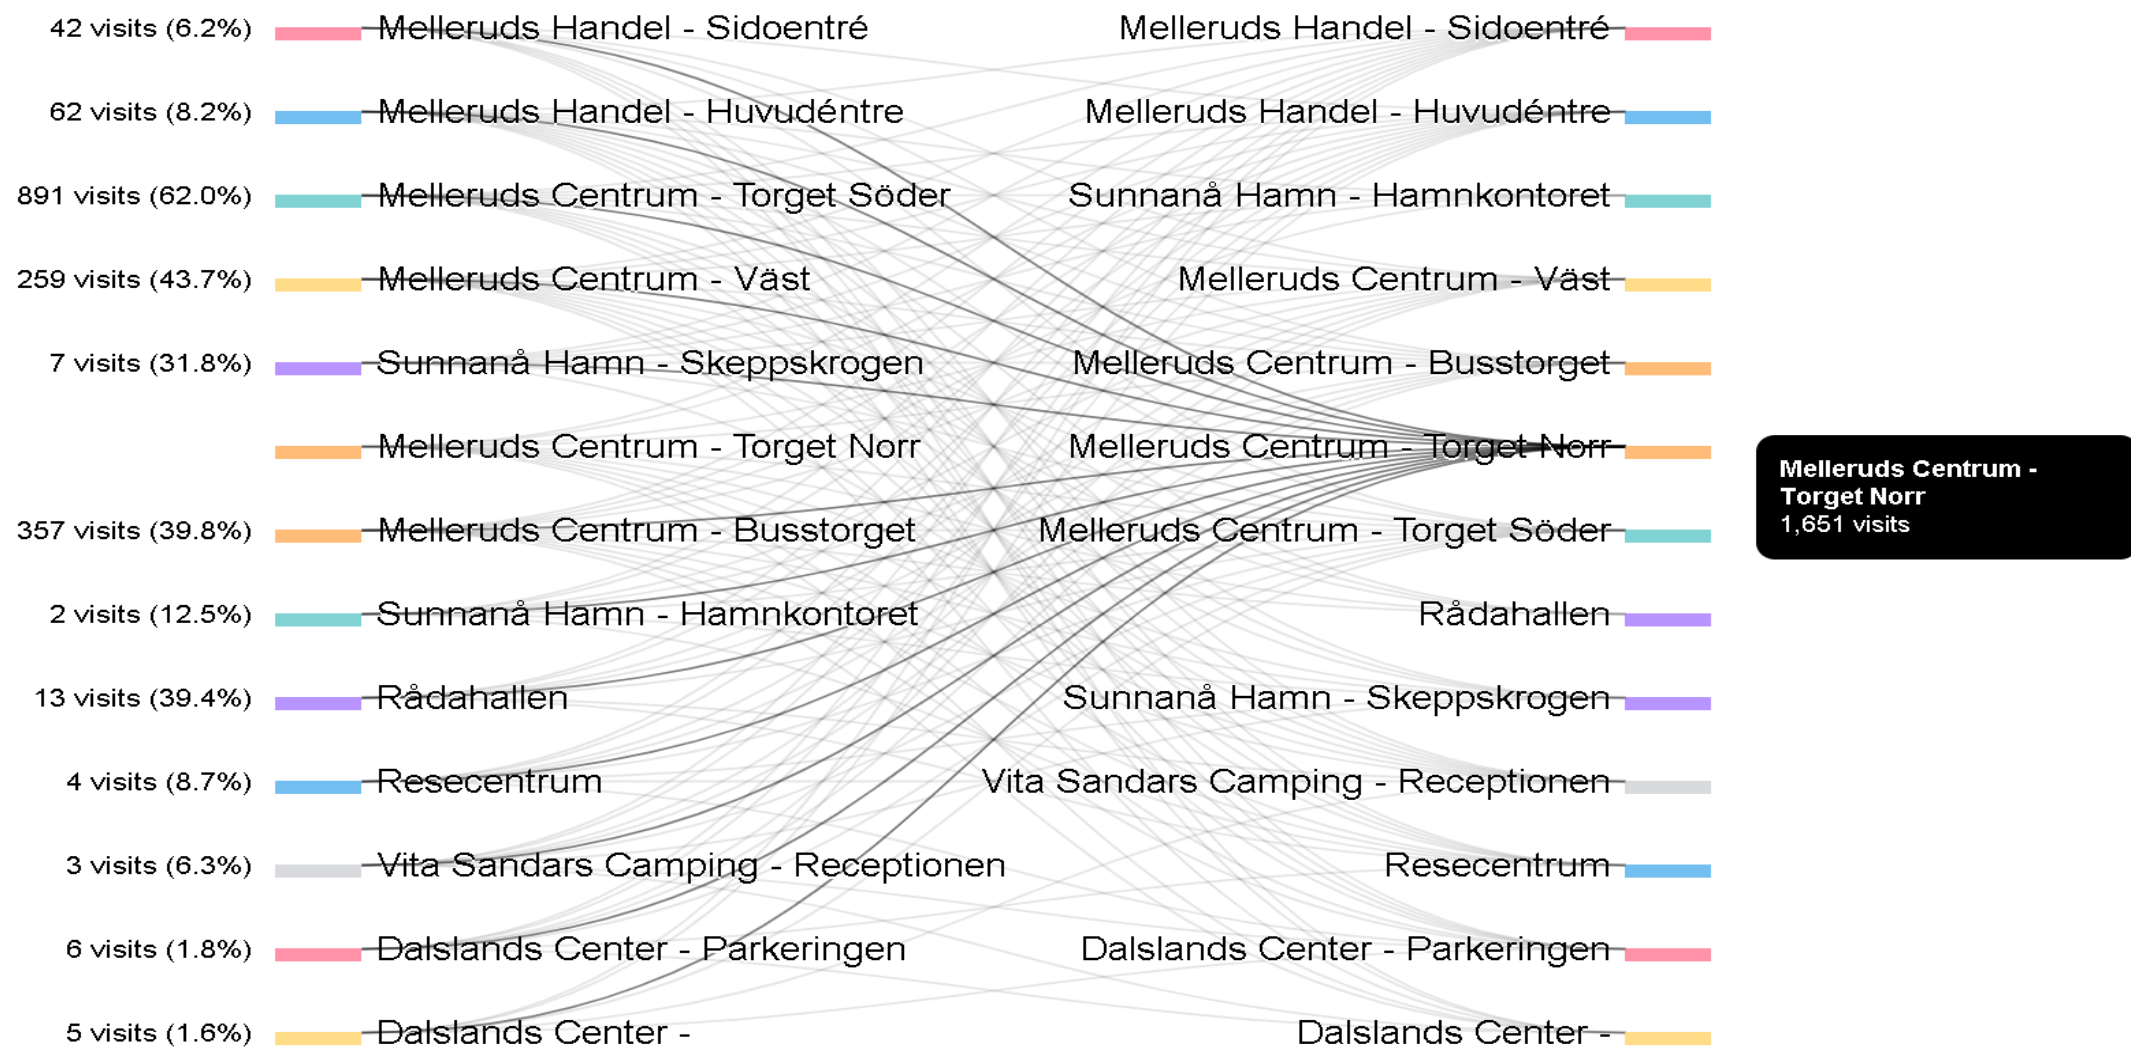 42 visits (6.2%) Melleruds Handel - Sidoentré Melleruds Handel - Sidoentré
62 visits (8.2%) Melleruds Handel - Huvudéntre Melleruds Handel - Huvudéntre
891 visits (62.0%) Melleruds Centrum - Torget Söder Sunnanå Hamn - Hamnkontoret
259 visits (43.7%) Melleruds Centrum - Väst Melleruds Centrum - Väst
7 visits (31.8%) Sunnanå Hamn - Skeppskrogen Melleruds Centrum - Busstorget
Melleruds Centrum - Torget Norr Melleruds Centrum - Torget Norr
Melleruds Centrum -
Torget Norr
1,651 visits
357 visits (39.8%) Melleruds Centrum - Busstorget Melleruds Centrum - Torget Söder
2 visits (12.5%) Sunnanå Hamn - Hamnkontoret Rådahallen
13 visits (39.4%) Rådahallen Sunnanå Hamn - Skeppskrogen
4 visits (8.7%) Resecentrum Vita Sandars Camping - Receptionen
3 visits (6.3%) Vita Sandars Camping - Receptionen Resecentrum
6 visits (1.8%) Dalslands Center - Parkeringen Dalslands Center - Parkeringen
5 visits (1.6%) Dalslands Center - Dalslands Center -